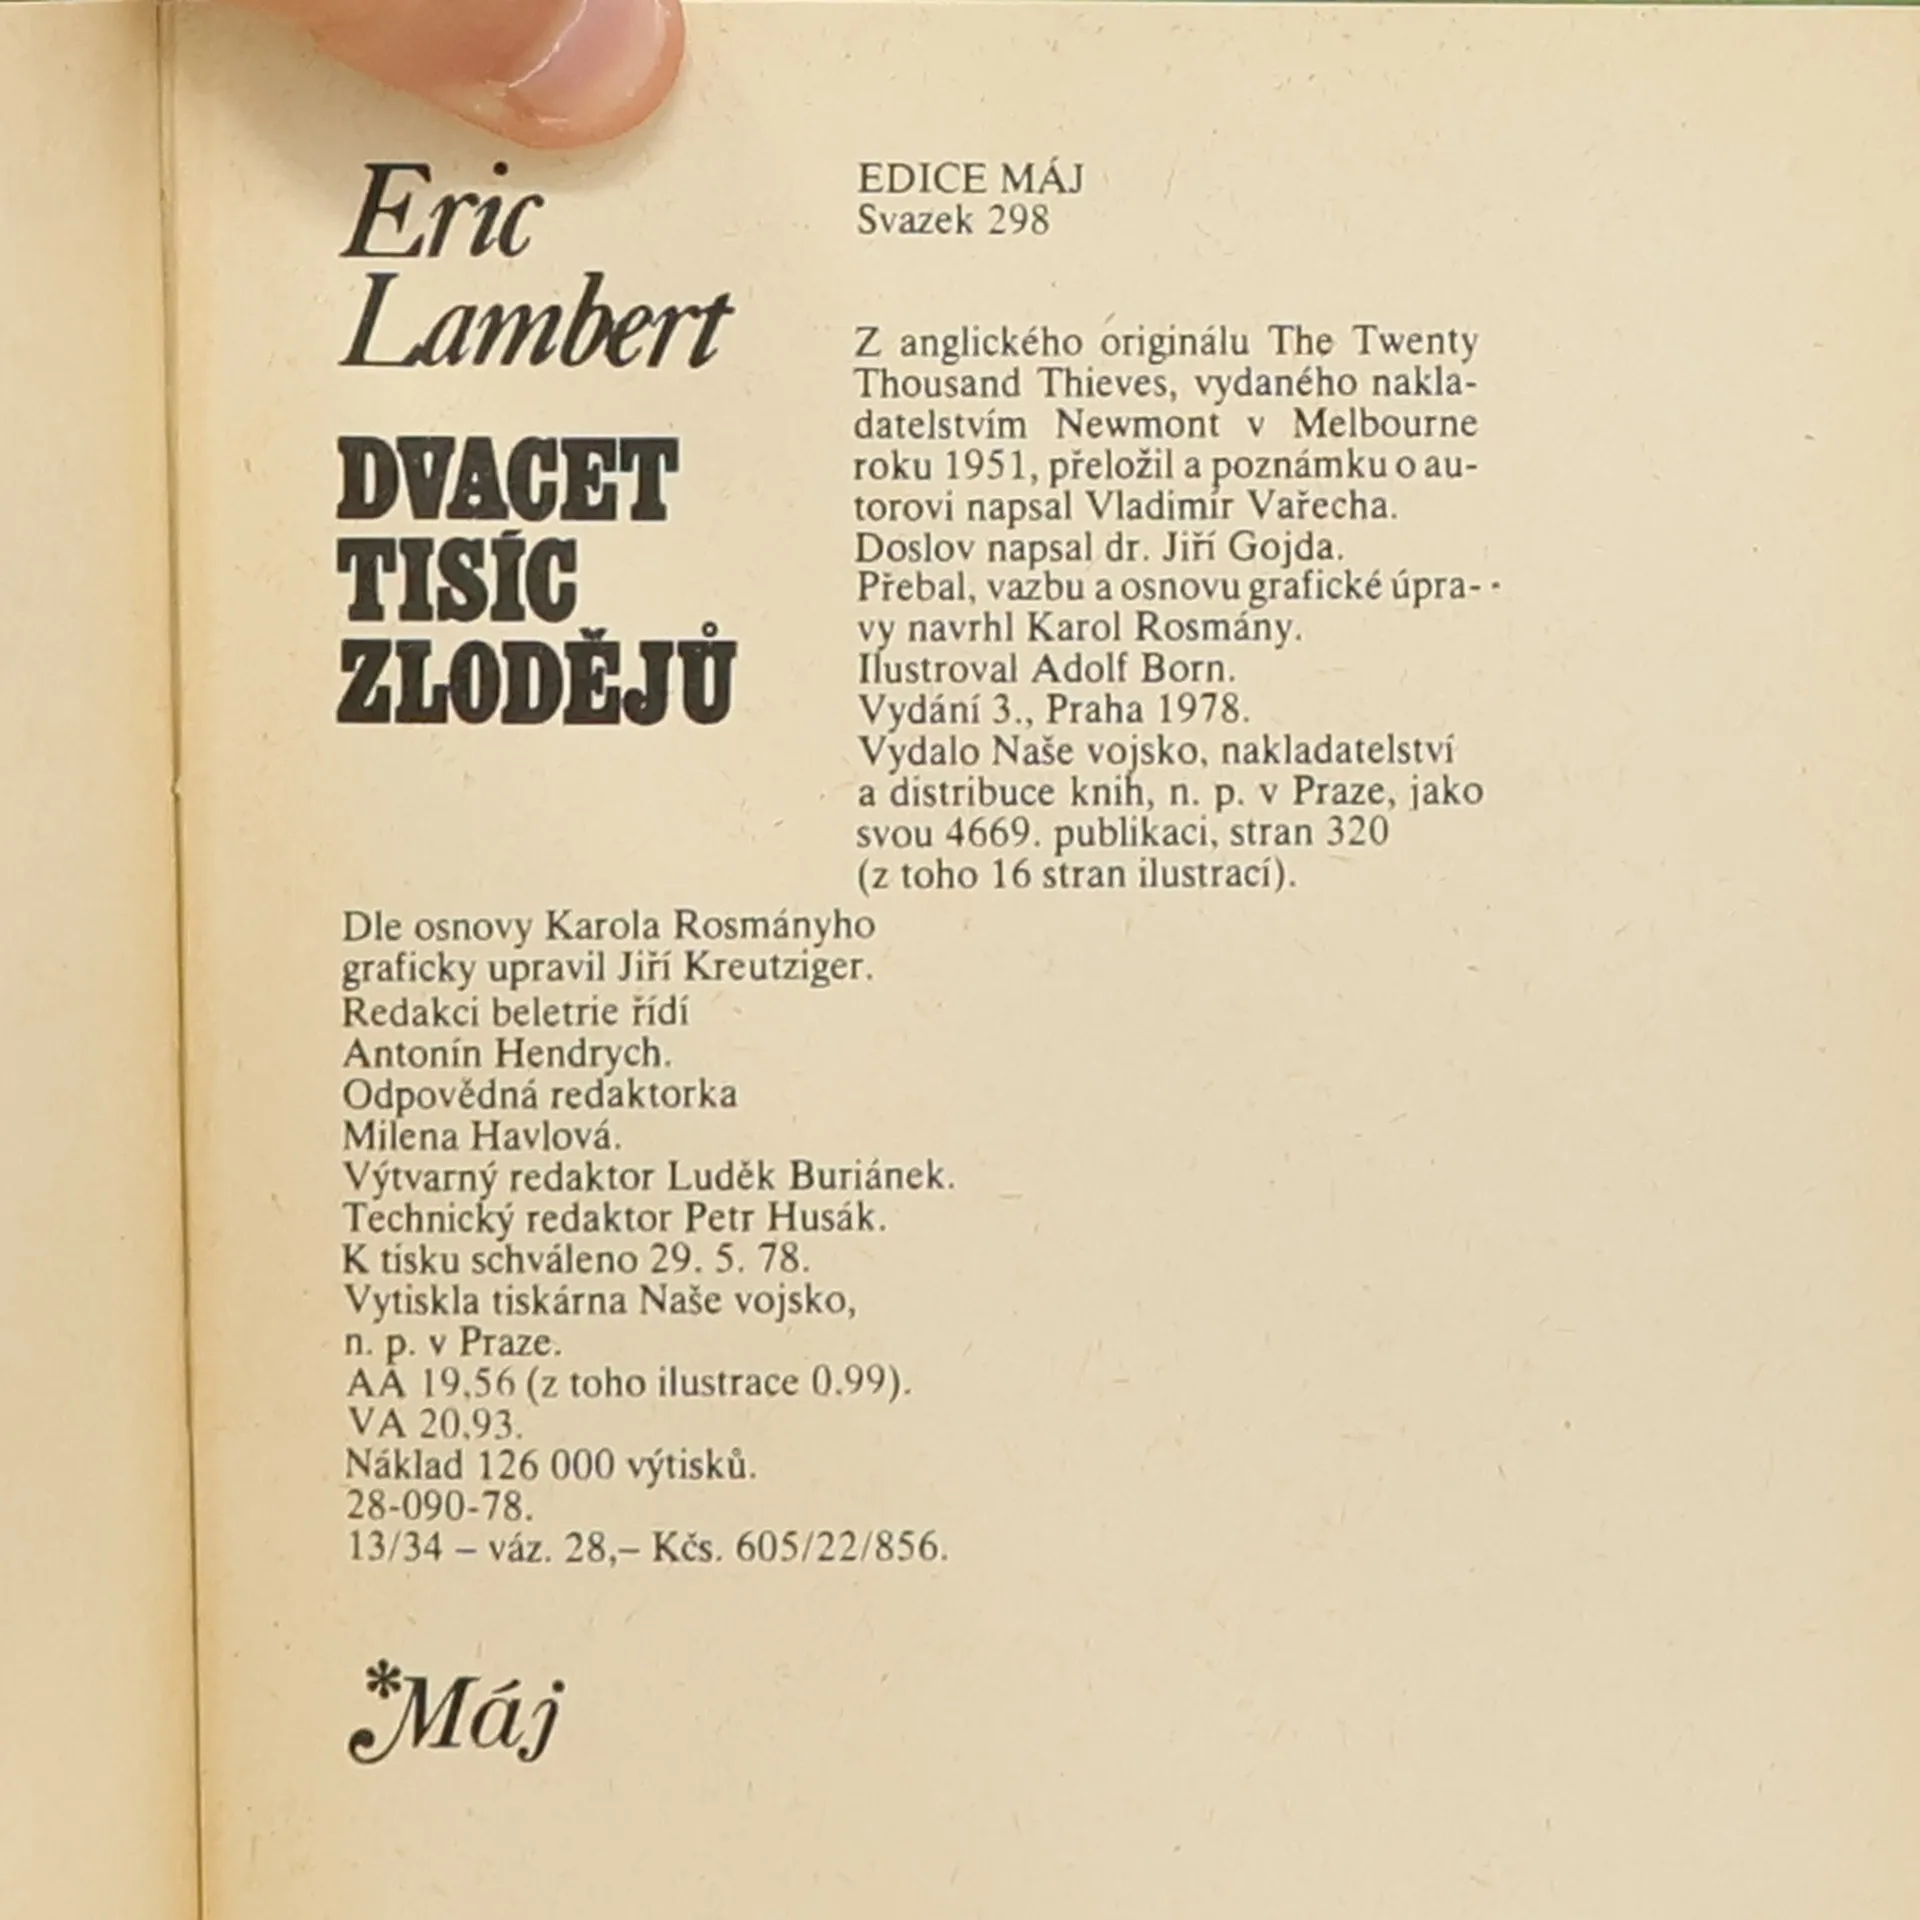 Eric
Lambert
DVACET
TISÍC
ZLODĚJŮ
EDICE MÁJ
Svazek 298
Z anglického originálu The Twenty
Thousand Thieves, vydaného nakla-
datelstvím Newmont v Melbourne
roku 1951, přeložil a poznámku o au-
torovi napsal Vladimír Vařecha.
Doslov napsal dr. Jiří Gojda.
Přebal, vazbu a osnovu grafické úpra-
vy navrhl Karol Rosmány.
Ilustroval Adolf Born.
Vydání 3., Praha 1978.
Vydalo Naše vojsko, nakladatelství
a distribuce knih, n. p. v Praze, jako
svou 4669. publikaci, stran 320
(z toho 16 stran ilustrací).
Dle osnovy Karola Rosmányho
graficky upravil Jiří Kreutziger.
Redakci beletrie řídí
Antonín Hendrych.
Odpovědná redaktorka
Milena Havlová.
Výtvarný redaktor Luděk Buriánek.
Technický redaktor Petr Husák.
K tisku schváleno 29. 5. 78.
Vytiskla tiskárna Naše vojsko,
n. p. v Praze.
AA 19,56 (z toho ilustrace 0,99).
VA 20,93.
Náklad 126 000 výtisků.
28-090-78.
13/34 – váz. 28,– Kčs. 605/22/856.
*Máj